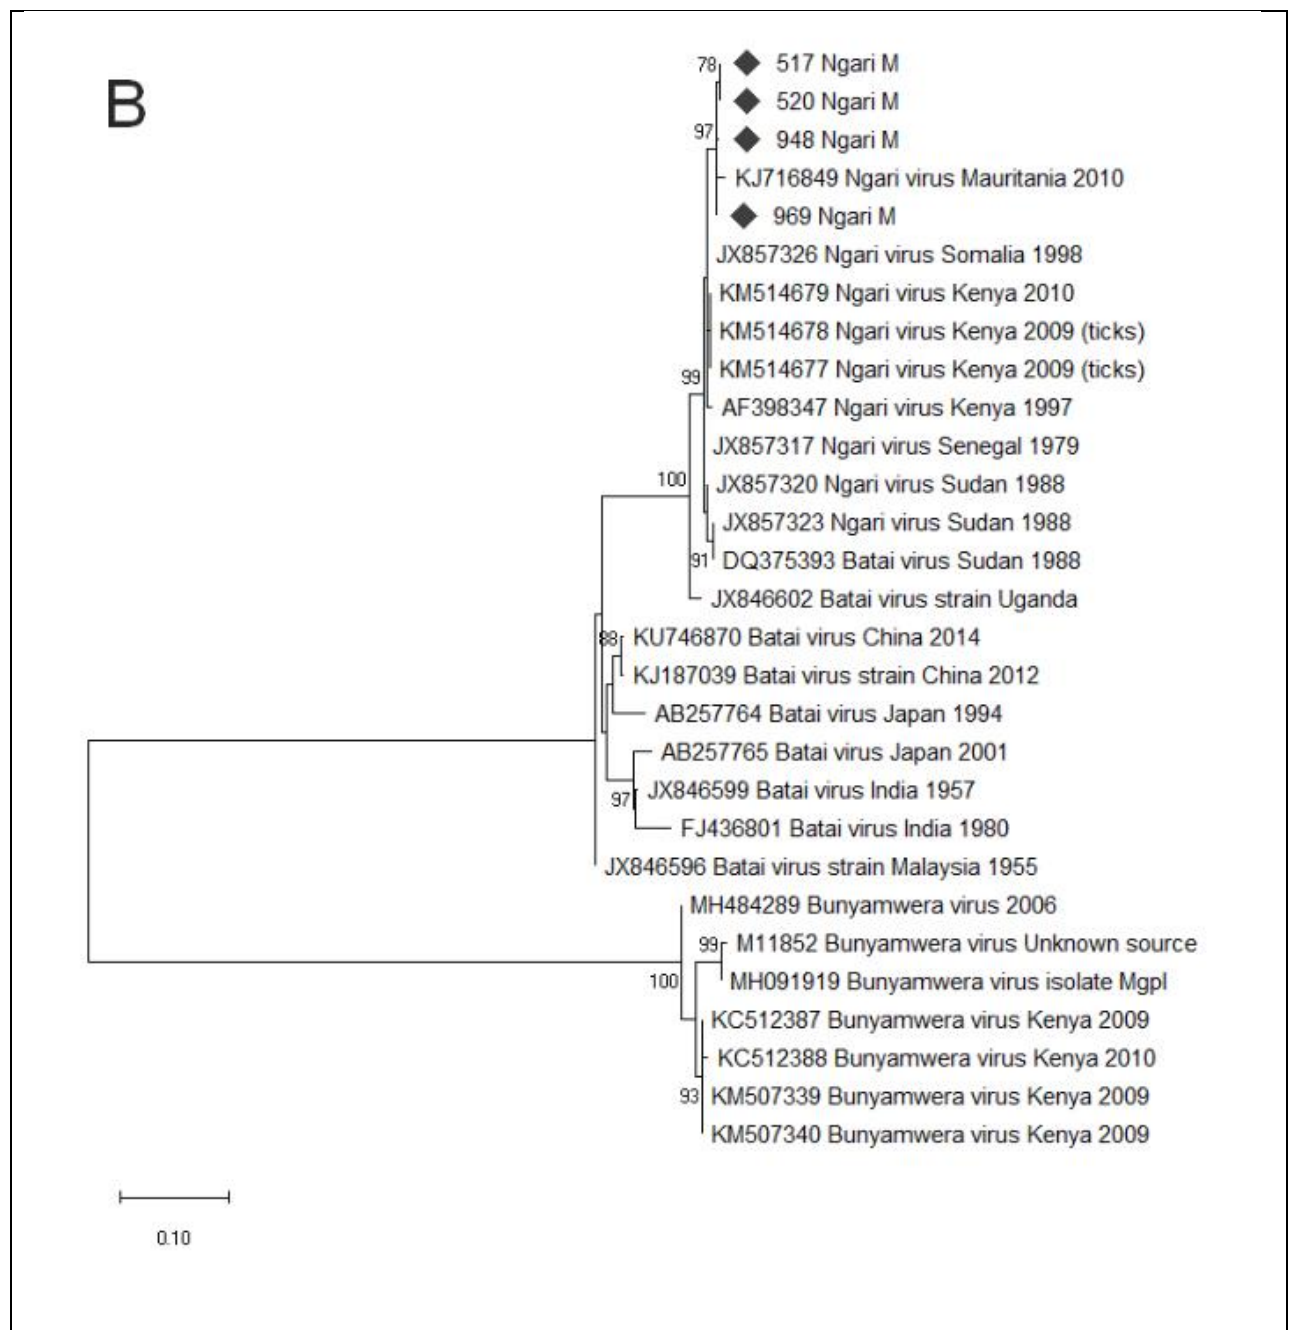 B
78
517 Ngari M
520 Ngari M
97
948 Ngari M
KJ716849 Ngari virus Mauritania 2010
969 Ngari M
JX857326 Ngari virus Somalia 1998
KM514679 Ngari virus Kenya 2010
KM514678 Ngari virus Kenya 2009 (ticks)
KM514677 Ngari virus Kenya 2009 (ticks)
99
AF398347 Ngari virus Kenya 1997
JX857317 Ngari virus Senegal 1979
100
JX857320 Ngari virus Sudan 1988
JX857323 Ngari virus Sudan 1988
91
DQ375393 Batai virus Sudan 1988
JX846602 Batai virus strain Uganda
88
KU746870 Batai virus China 2014
KJ187039 Batai virus strain China 2012
AB257764 Batai virus Japan 1994
AB257765 Batai virus Japan 2001
97
JX846599 Batai virus India 1957
FJ436801 Batai virus India 1980
JX846596 Batai virus strain Malaysia 1955
MH484289 Bunyamwera virus 2006
99
M11852 Bunyamwera virus Unknown source
100
MH091919 Bunyamwera virus isolate Mgpl
KC512387 Bunyamwera virus Kenya 2009
KC512388 Bunyamwera virus Kenya 2010
93
KM507339 Bunyamwera virus Kenya 2009
KM507340 Bunyamwera virus Kenya 2009
0.10